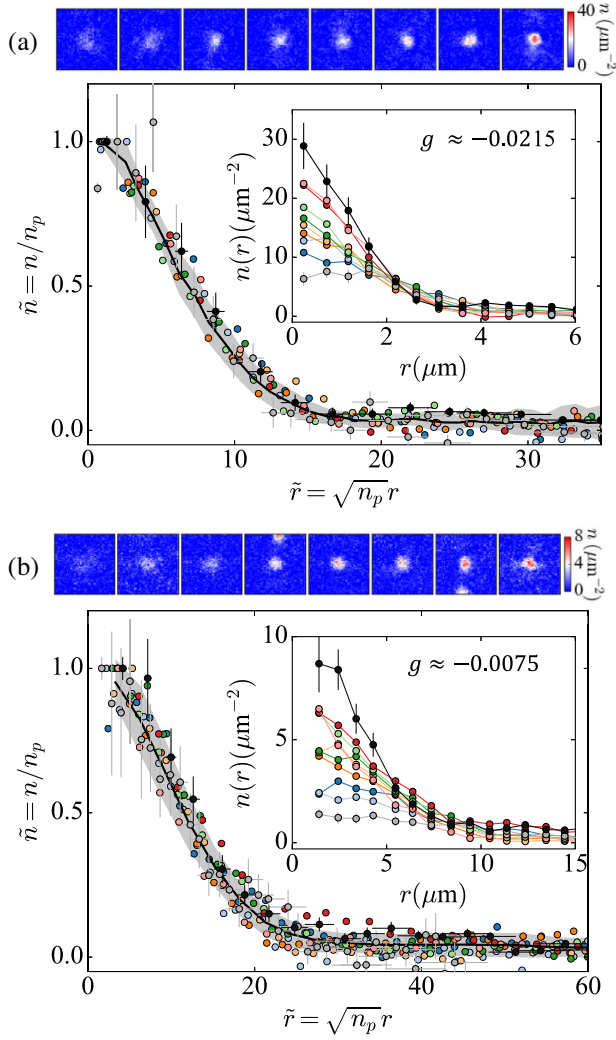 (a)
40
0
n (μm⁻²)
1.0
0.5
0.0
ñ = n/n_p
0
10
20
30
r̃ = √n_p r
g ≈ −0.0215
30
20
10
0
n(r)(μm⁻²)
0
1
2
3
4
5
6
r(μm)
(b)
8
4
0
n (μm⁻²)
1.0
0.5
0.0
ñ = n/n_p
0
20
40
60
r̃ = √n_p r
g ≈ −0.0075
10
5
0
n(r)(μm⁻²)
0
5
10
15
r(μm)